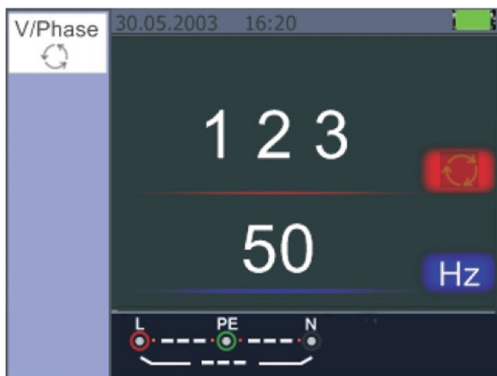 V/Phase
30.05.2003 16:20
1 2 3
50
Hz
L PE N
--- ---
---